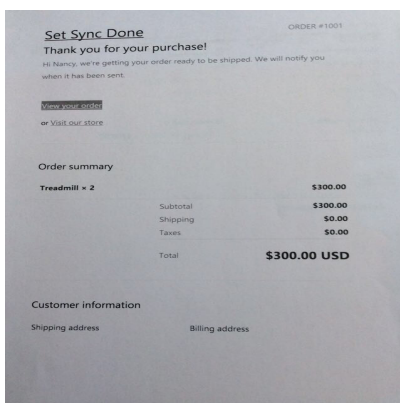 Set Sync Done
ORDER #1001
Thank you for your purchase!
Hi Nancy, we're getting your order ready to be shipped. We will notify you
when it has been sent.
View your order
or Visit our store
Order summary
Treadmill × 2 $300.00
Subtotal $300.00
Shipping $0.00
Taxes $0.00
Total $300.00 USD
Customer information
Shipping address Billing address